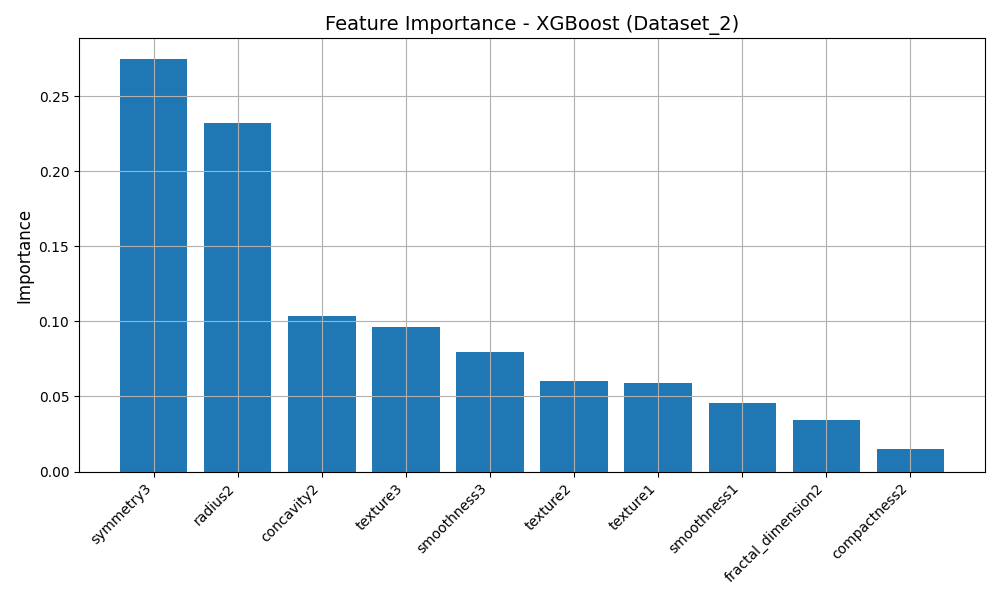 Feature Importance - XGBoost (Dataset_2)
Importance
0.25
0.20
0.15
0.10
0.05
0.00
symmetry3
radius2
concavity2
texture3
smoothness3
texture2
texture1
smoothness1
fractal_dimension2
compactness2